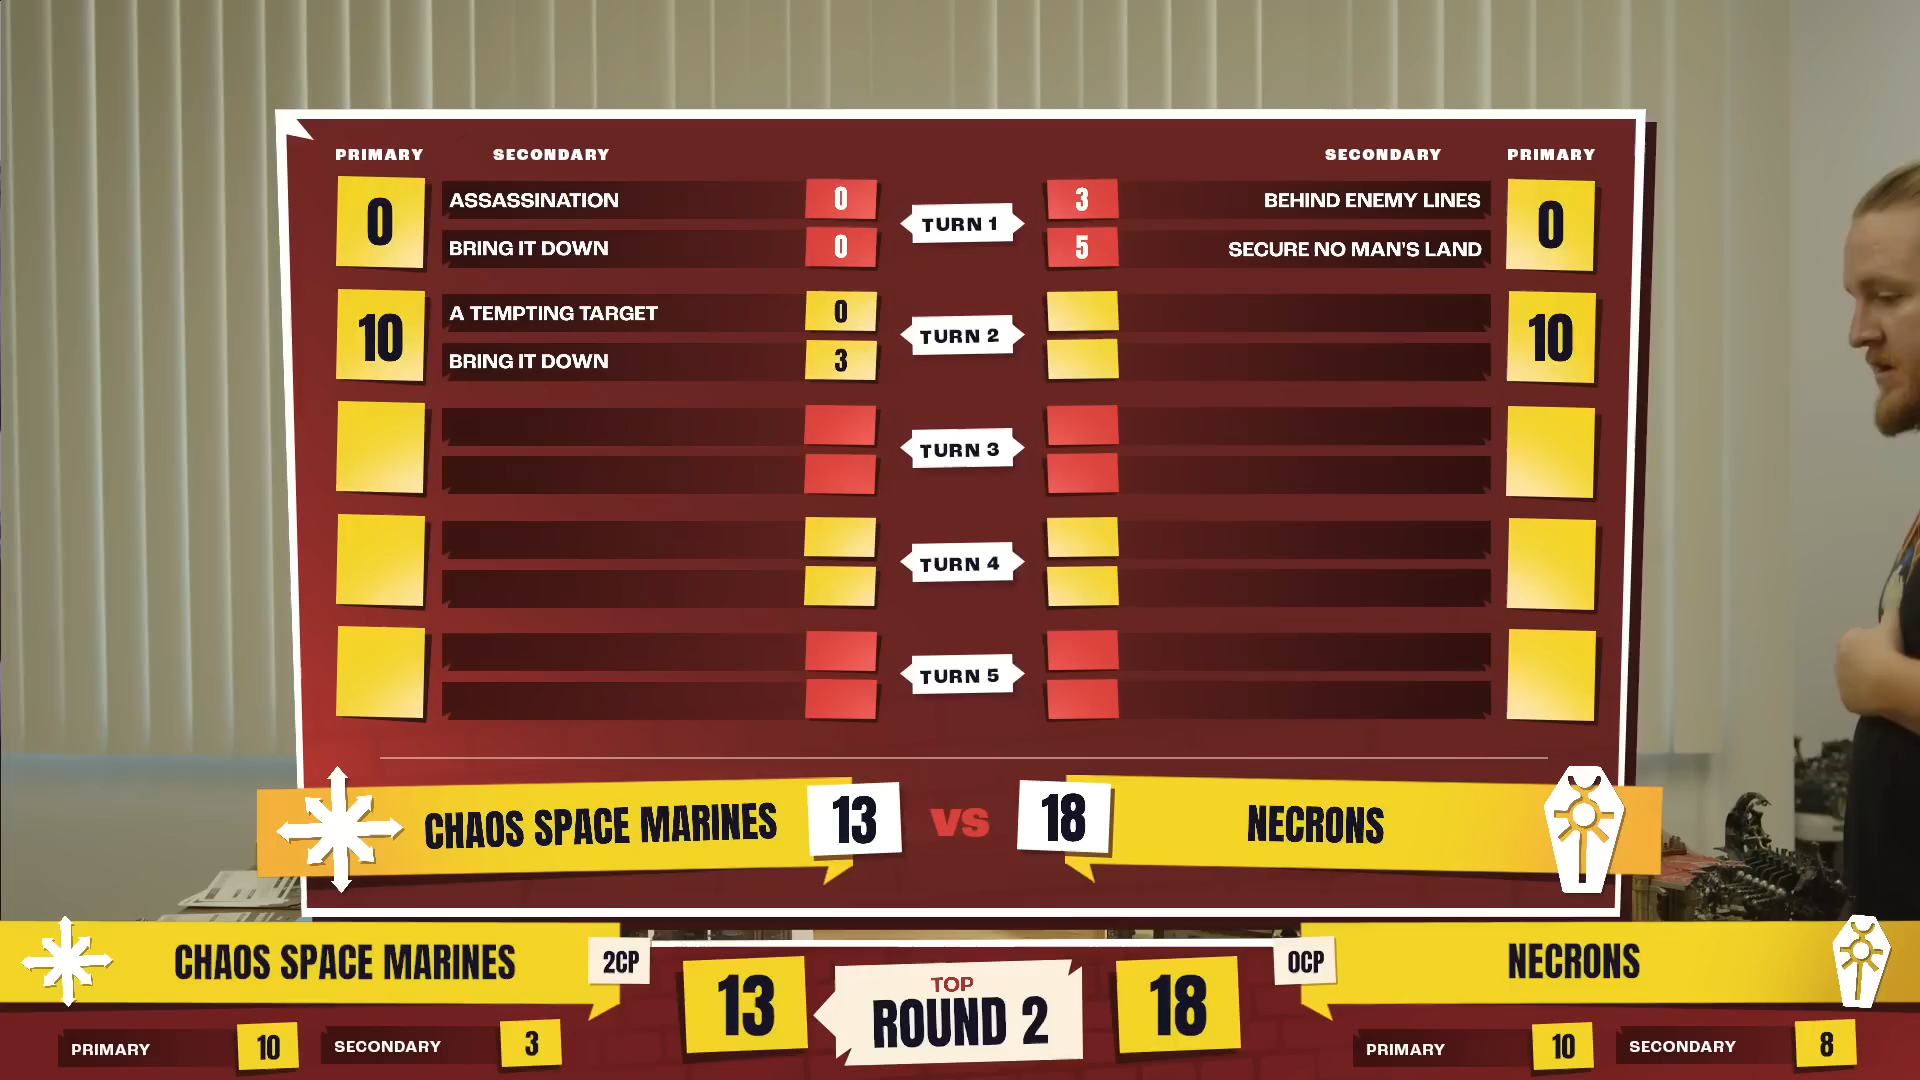 PRIMARY SECONDARY SECONDARY PRIMARY
0 ASSASSINATION 0 TURN 1 3 BEHIND ENEMY LINES 0
BRING IT DOWN 0 5 SECURE NO MAN'S LAND
10 A TEMPTING TARGET 0 TURN 2 10
BRING IT DOWN 3
TURN 3
TURN 4
TURN 5
CHAOS SPACE MARINES 13 VS 18 NECRONS
CHAOS SPACE MARINES 2CP 13 TOP 18 0CP NECRONS
ROUND 2
PRIMARY 10 SECONDARY 3 PRIMARY 10 SECONDARY 8